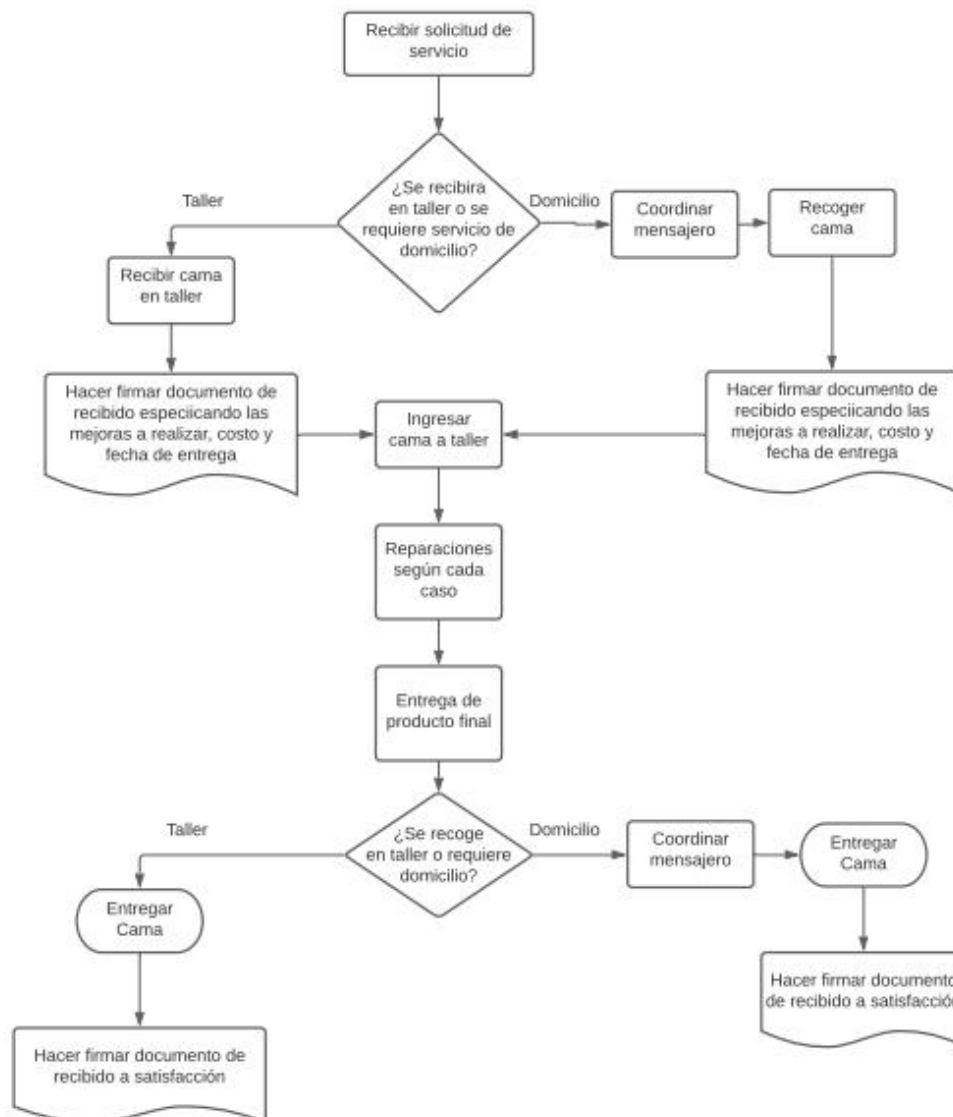 Recibir solicitud de
servicio
¿Se recibira
en taller o se
requiere servicio de
domicilio?
Taller
Domicilio
Coordinar
mensajero
Recoger
cama
Recibir cama
en taller
Hacer firmar documento de
recibido especiicando las
mejoras a realizar, costo y
fecha de entrega
Ingresar
cama a taller
Hacer firmar documento de
recibido especiicando las
mejoras a realizar, costo y
fecha de entrega
Reparaciones
según cada
caso
Entrega de
producto final
¿Se recoge
en taller o requiere
domicilio?
Taller
Domicilio
Coordinar
mensajero
Entregar
Cama
Entregar
Cama
Hacer firmar documento
de recibido a satisfacción
Hacer firmar documento de
recibido a satisfacción